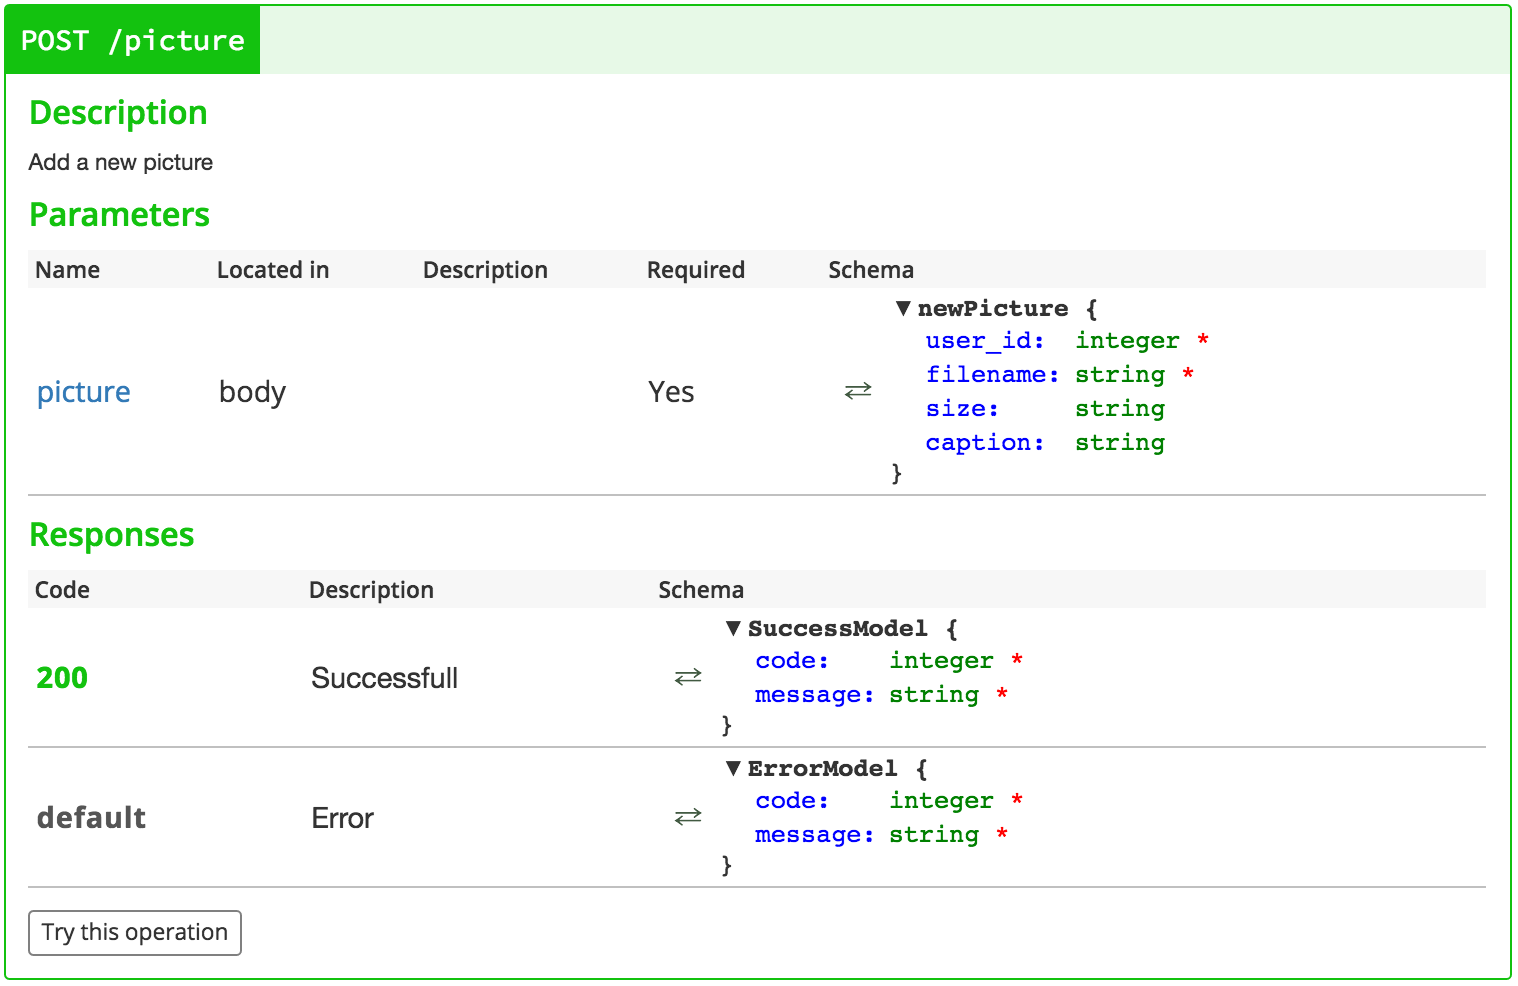 POST /picture
Description
Add a new picture
Parameters
Name Located in Description Required Schema
picture body Yes ⇄ ▼ newPicture {
user_id: integer *
filename: string *
size: string
caption: string
}
Responses
Code Description Schema
200 Successfull ⇄ ▼ SuccessModel {
code: integer *
message: string *
}
default Error ⇄ ▼ ErrorModel {
code: integer *
message: string *
}
Try this operation